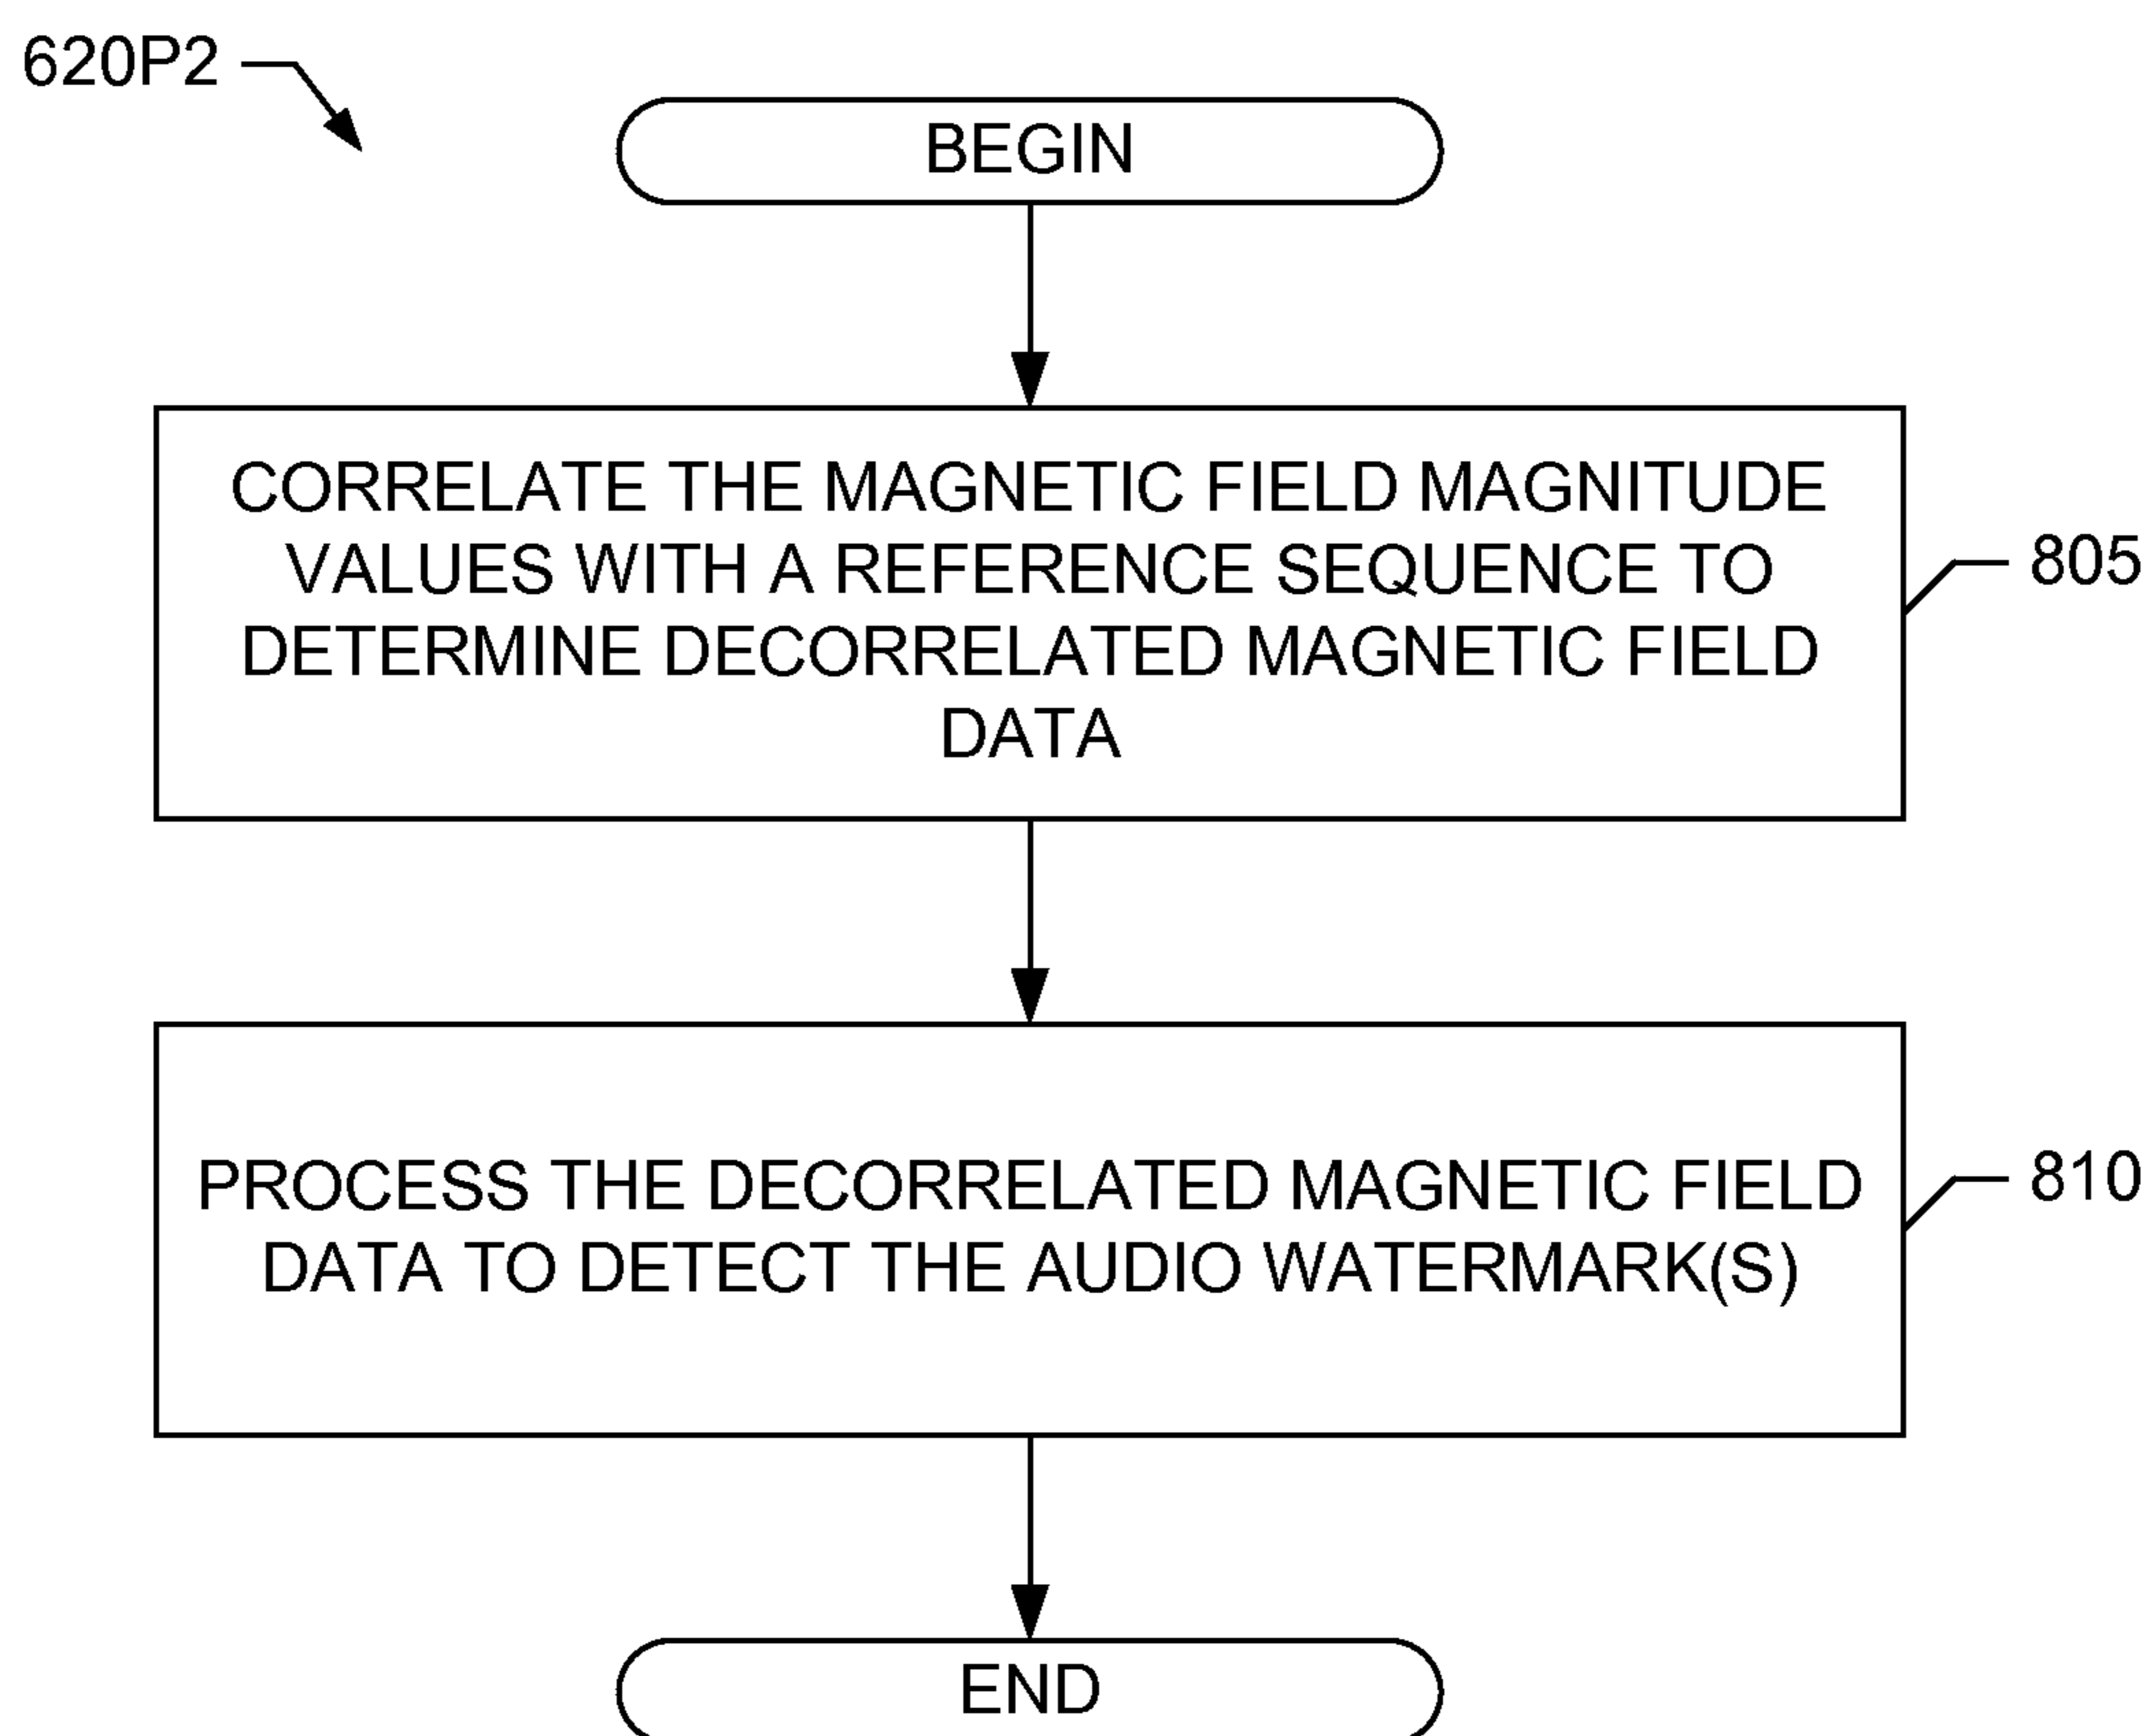 620P2
BEGIN
CORRELATE THE MAGNETIC FIELD MAGNITUDE
VALUES WITH A REFERENCE SEQUENCE TO
DETERMINE DECORRELATED MAGNETIC FIELD
DATA
805
PROCESS THE DECORRELATED MAGNETIC FIELD
DATA TO DETECT THE AUDIO WATERMARK(S)
810
END